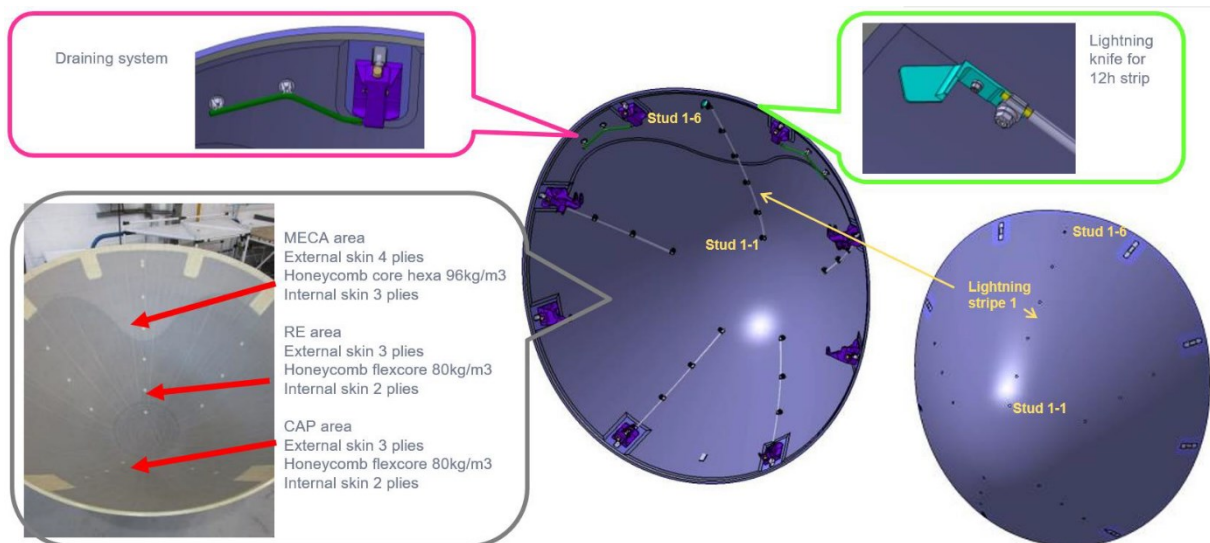 Draining system
Lightning
knife for
12h strip
Stud 1-6
Stud 1-1
MECA area
External skin 4 plies
Honeycomb core hexa 96kg/m3
Internal skin 3 plies
RE area
External skin 3 plies
Honeycomb flexcore 80kg/m3
Internal skin 2 plies
CAP area
External skin 3 plies
Honeycomb flexcore 80kg/m3
Internal skin 2 plies
Stud 1-6
Lightning
stripe 1
Stud 1-1